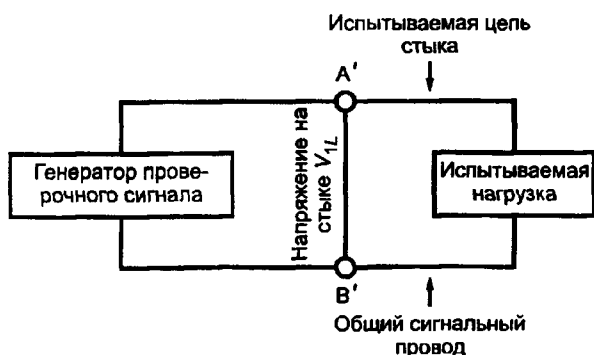 Испытываемая цепь
стыка
A'
Генератор прове-
рочного сигнала
Напряжение на
стыке V1L
Испытываемая
нагрузка
B'
Общий сигнальный
провод